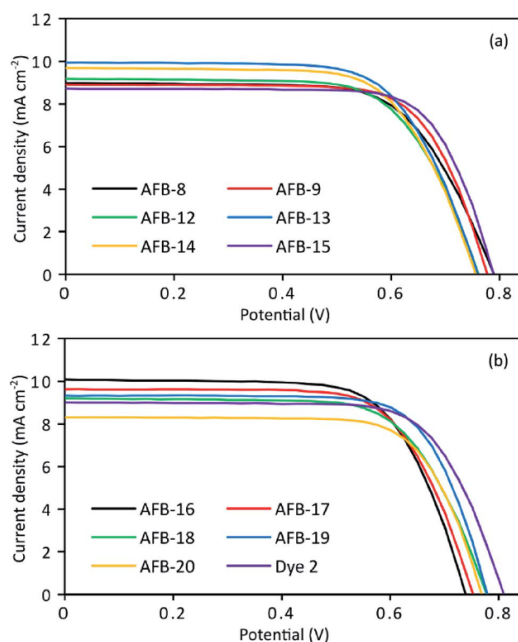 (a)
Current density (mA cm⁻²)
12
10
8
6
4
2
0
AFB-8 AFB-9
AFB-12 AFB-13
AFB-14 AFB-15
0 0.2 0.4 0.6 0.8
Potential (V)
(b)
Current density (mA cm⁻²)
12
10
8
6
4
2
0
AFB-16 AFB-17
AFB-18 AFB-19
AFB-20 Dye 2
0 0.2 0.4 0.6 0.8
Potential (V)